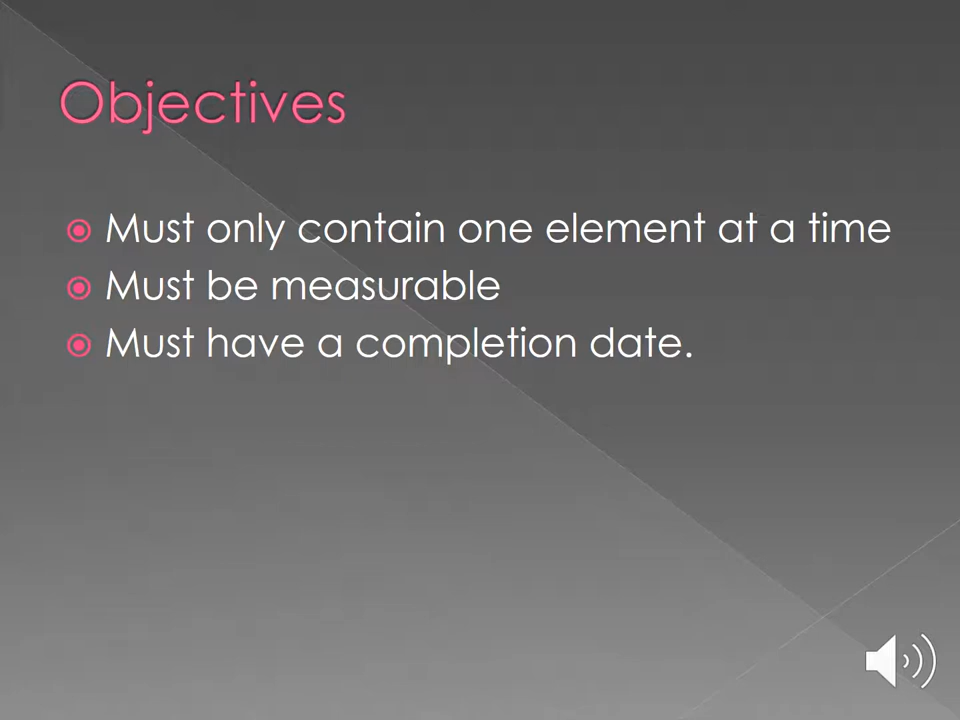 Objectives
Must only contain one element at a time
Must be measurable
Must have a completion date.